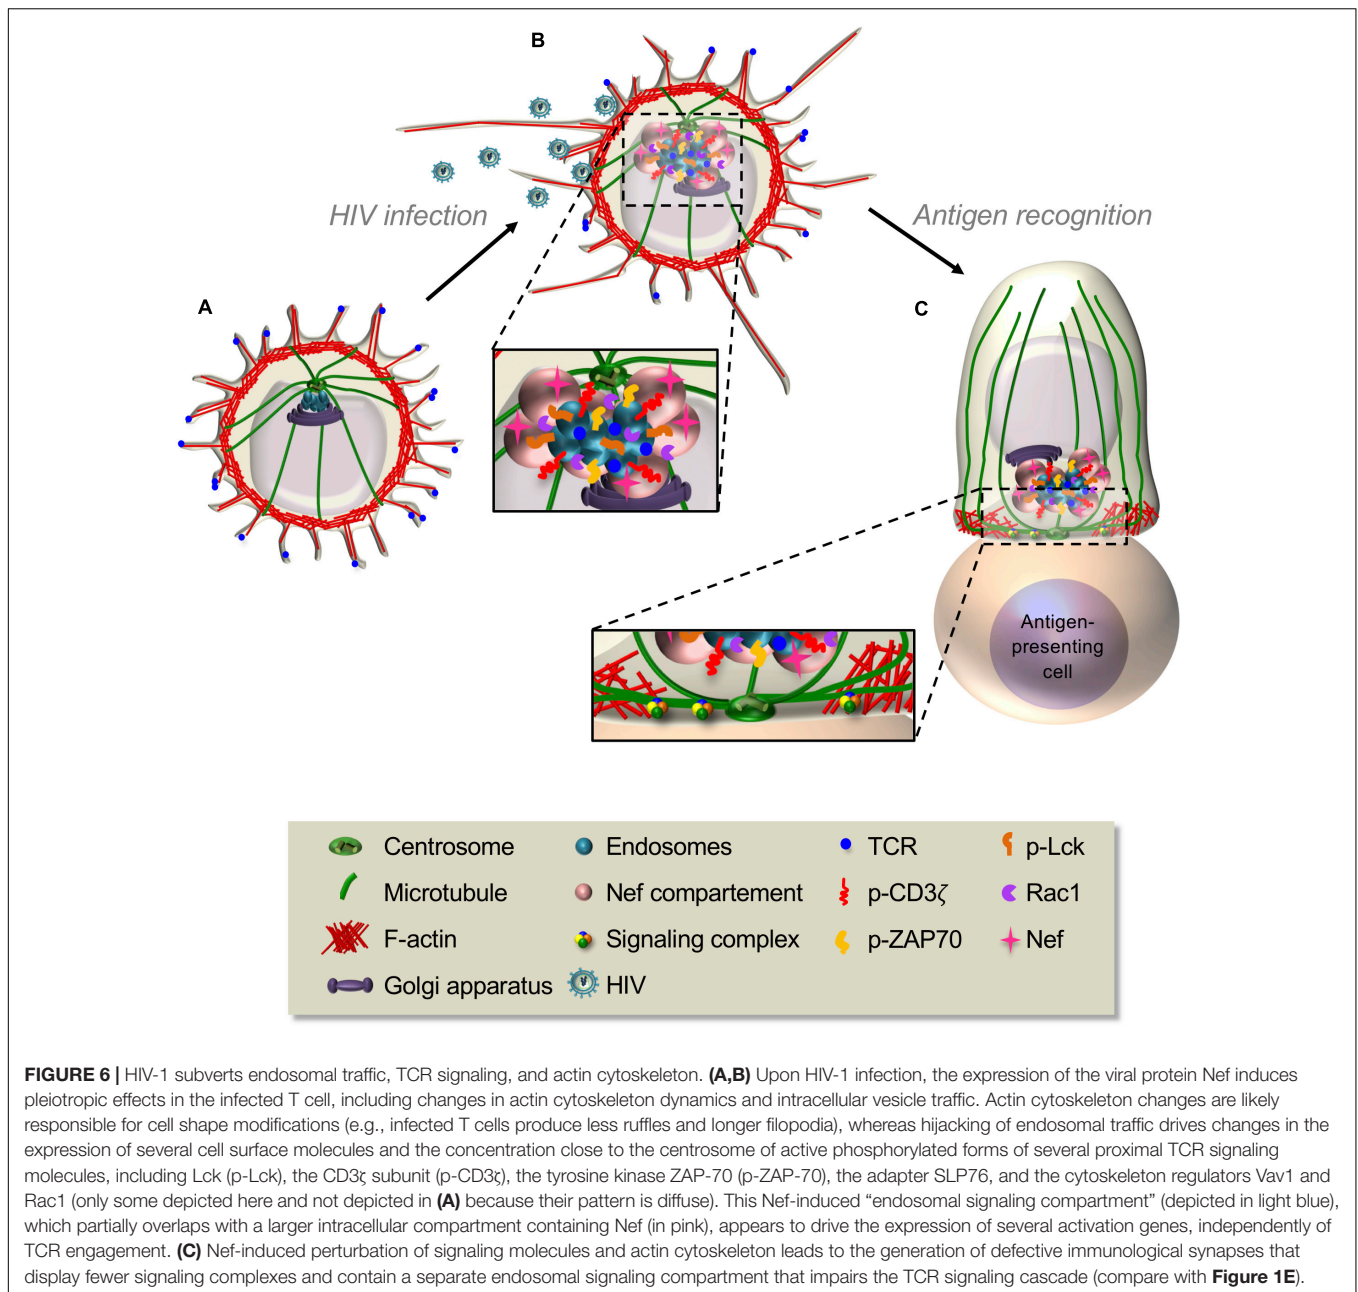 B
HIV infection
Antigen recognition
A
C
Antigen-
presenting
cell
Centrosome
Endosomes
TCR
p-Lck
Microtubule
Nef compartement
p-CD3ζ
Rac1
F-actin
Signaling complex
p-ZAP70
Nef
Golgi apparatus
HIV
FIGURE 6 | HIV-1 subverts endosomal traffic, TCR signaling, and actin cytoskeleton. (A,B) Upon HIV-1 infection, the expression of the viral protein Nef induces
pleiotropic effects in the infected T cell, including changes in actin cytoskeleton dynamics and intracellular vesicle traffic. Actin cytoskeleton changes are likely
responsible for cell shape modifications (e.g., infected T cells produce less ruffles and longer filopodia), whereas hijacking of endosomal traffic drives changes in the
expression of several cell surface molecules and the concentration close to the centrosome of active phosphorylated forms of several proximal TCR signaling
molecules, including Lck (p-Lck), the CD3ζ subunit (p-CD3ζ), the tyrosine kinase ZAP-70 (p-ZAP-70), the adapter SLP76, and the cytoskeleton regulators Vav1 and
Rac1 (only some depicted here and not depicted in (A) because their pattern is diffuse). This Nef-induced “endosomal signaling compartment” (depicted in light blue),
which partially overlaps with a larger intracellular compartment containing Nef (in pink), appears to drive the expression of several activation genes, independently of
TCR engagement. (C) Nef-induced perturbation of signaling molecules and actin cytoskeleton leads to the generation of defective immunological synapses that
display fewer signaling complexes and contain a separate endosomal signaling compartment that impairs the TCR signaling cascade (compare with Figure 1E).